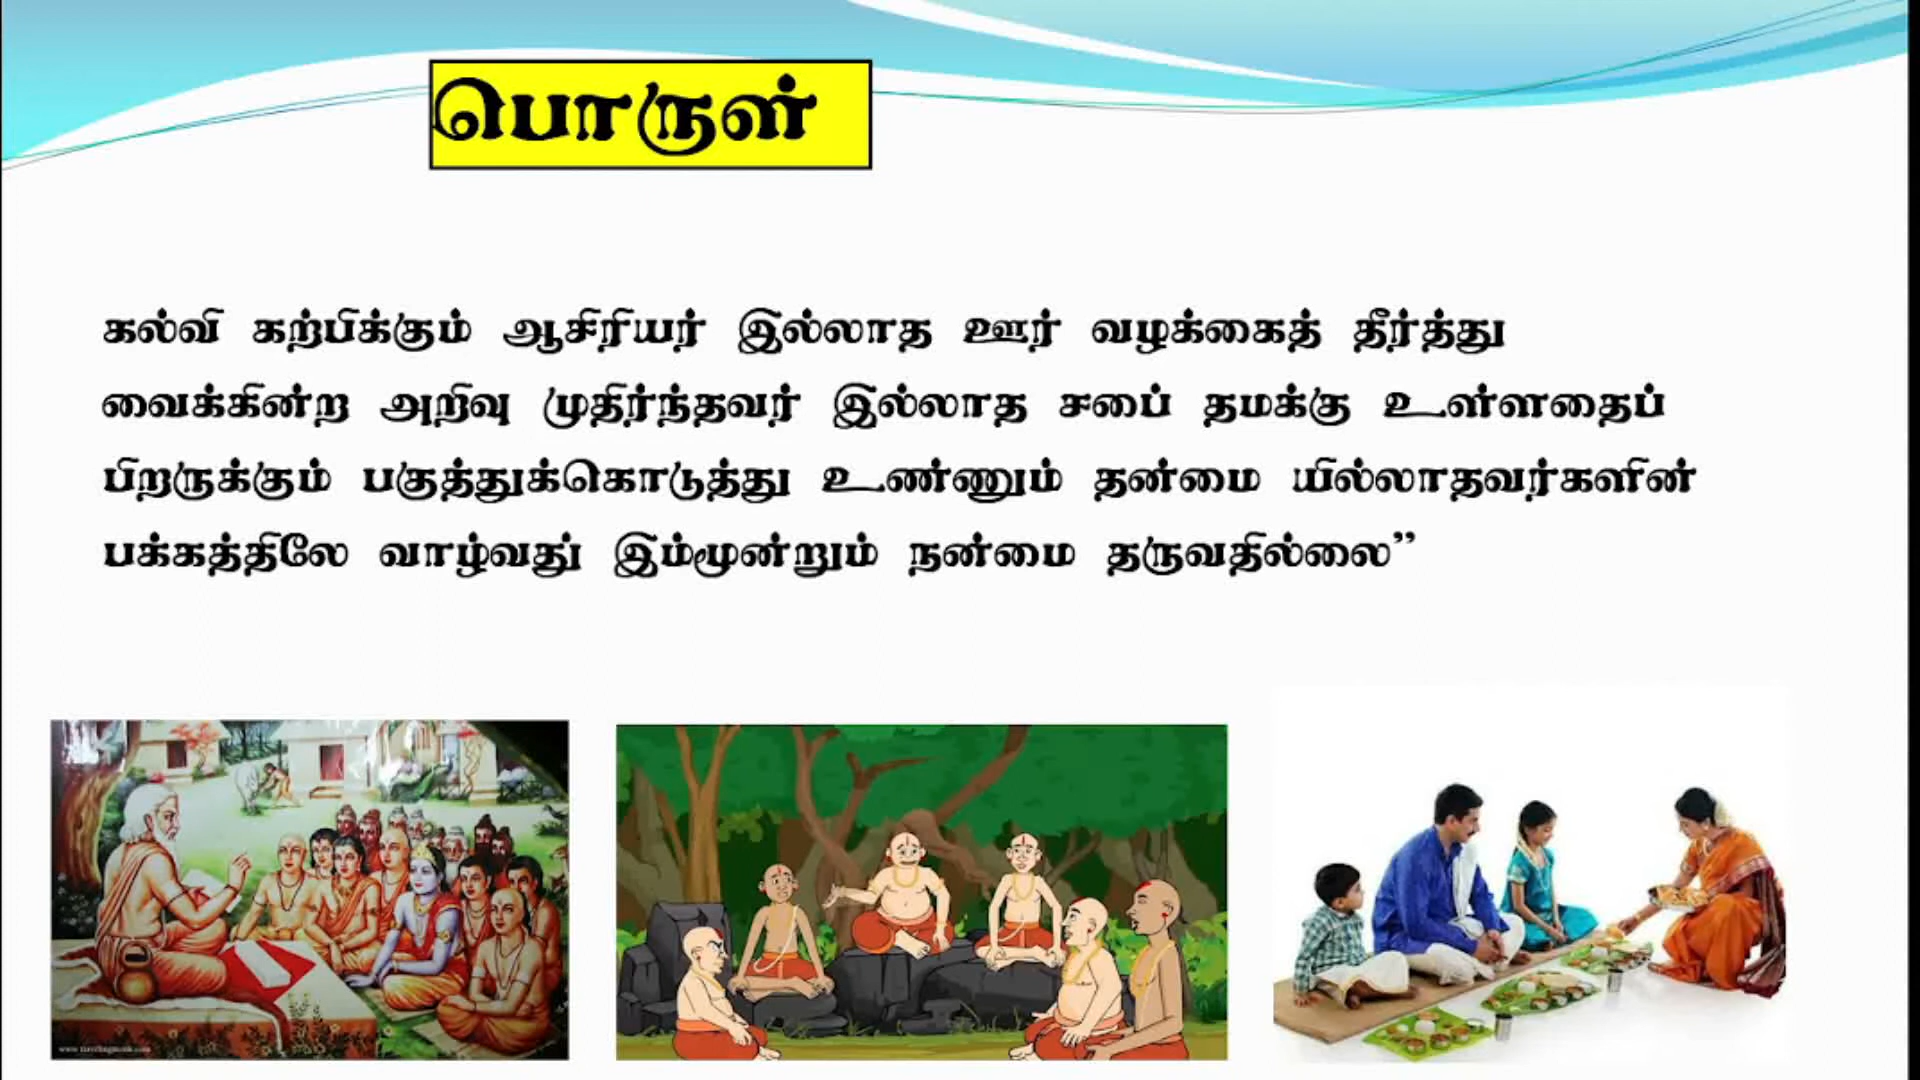 பொருள்
கல்வி கற்பிக்கும் ஆசிரியர் இல்லாத ஊர் வழக்கைத் தீர்த்து
வைக்கின்ற அறிவு முதிர்ந்தவர் இல்லாத சபை் தமக்கு உள்ளதைப்
பிறருக்கும் பகுத்துக்கொடுத்து உண்ணும் தன்மை யில்லாதவர்களின்
பக்கத்திலே வாழ்வது் இம்மூன்றும் நன்மை தருவதில்லை”